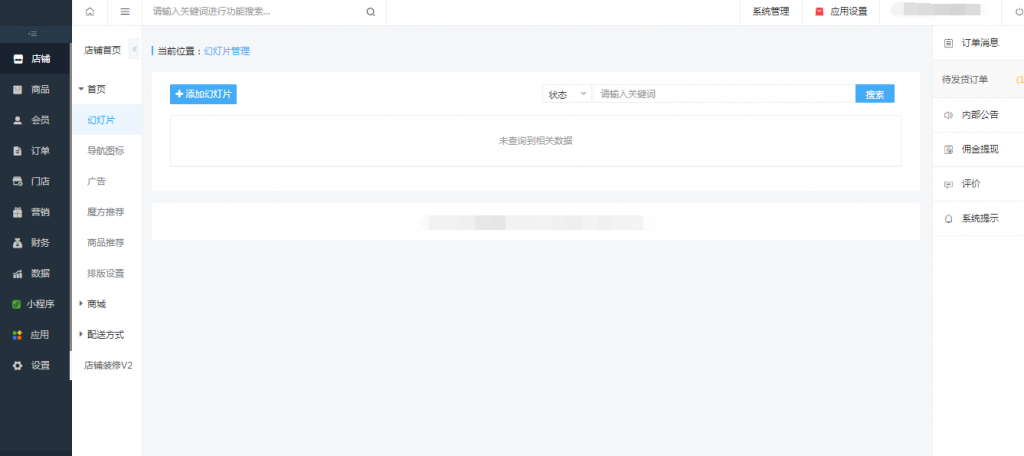 请输入关键词进行功能搜索...
系统管理
应用设置
店铺
商品
会员
订单
门店
营销
财务
数据
小程序
应用
设置
店铺首页
首页
幻灯片
导航图标
广告
魔方推荐
商品推荐
排版设置
商城
配送方式
店铺装修V2
当前位置：幻灯片管理
添加幻灯片
状态
请输入关键词
搜索
未查询到相关数据
订单消息
待发货订单 (1
内部公告
佣金提现
评价
系统提示